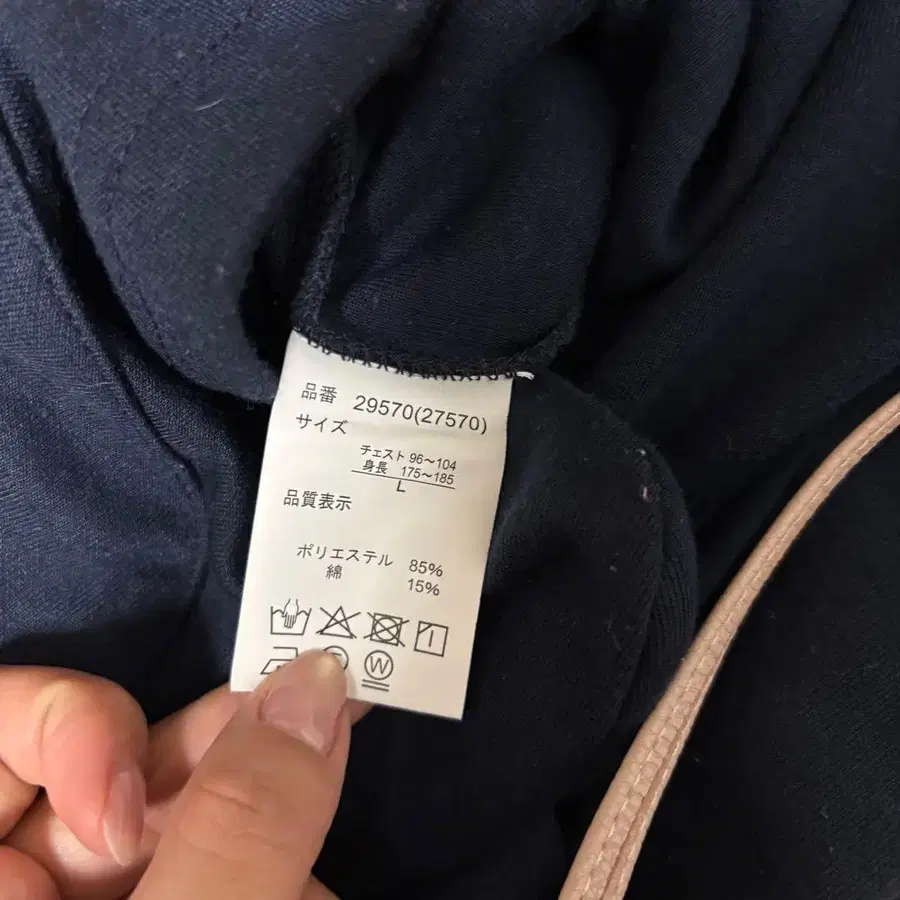 品番 29570(27570)
サイズ
チェスト 96～104
身長 175～185
L
品質表示
ポリエステル 85%
綿 15%
W